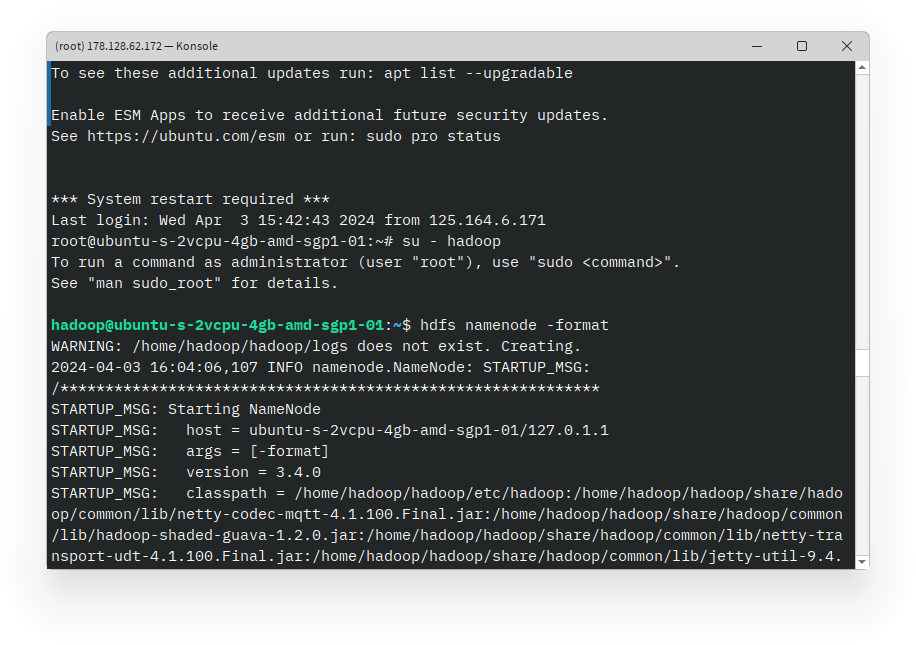 (root) 178.128.62.172 — Konsole
To see these additional updates run: apt list --upgradable
Enable ESM Apps to receive additional future security updates.
See https://ubuntu.com/esm or run: sudo pro status
*** System restart required ***
Last login: Wed Apr  3 15:42:43 2024 from 125.164.6.171
root@ubuntu-s-2vcpu-4gb-amd-sgp1-01:~# su - hadoop
To run a command as administrator (user "root"), use "sudo <command>".
See "man sudo_root" for details.
hadoop@ubuntu-s-2vcpu-4gb-amd-sgp1-01:~$ hdfs namenode -format
WARNING: /home/hadoop/hadoop/logs does not exist. Creating.
2024-04-03 16:04:06,107 INFO namenode.NameNode: STARTUP_MSG:
/************************************************************
STARTUP_MSG: Starting NameNode
STARTUP_MSG:   host = ubuntu-s-2vcpu-4gb-amd-sgp1-01/127.0.1.1
STARTUP_MSG:   args = [-format]
STARTUP_MSG:   version = 3.4.0
STARTUP_MSG:   classpath = /home/hadoop/hadoop/etc/hadoop:/home/hadoop/hadoop/share/hado
op/common/lib/netty-codec-mqtt-4.1.100.Final.jar:/home/hadoop/hadoop/share/hadoop/common
/lib/hadoop-shaded-guava-1.2.0.jar:/home/hadoop/hadoop/share/hadoop/common/lib/netty-tra
nsport-udt-4.1.100.Final.jar:/home/hadoop/hadoop/share/hadoop/common/lib/jetty-util-9.4.